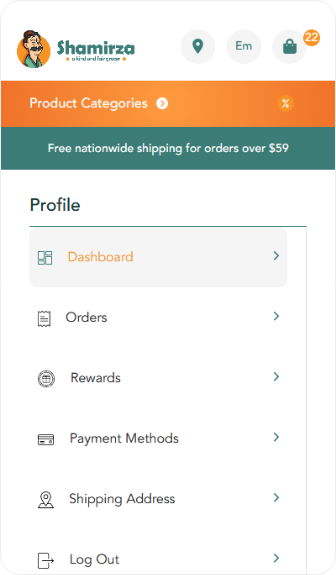 Shamirza
a kind and fair grocer
Em
22
Product Categories
%
Free nationwide shipping for orders over $59
Profile
Dashboard
Orders
Rewards
Payment Methods
Shipping Address
Log Out